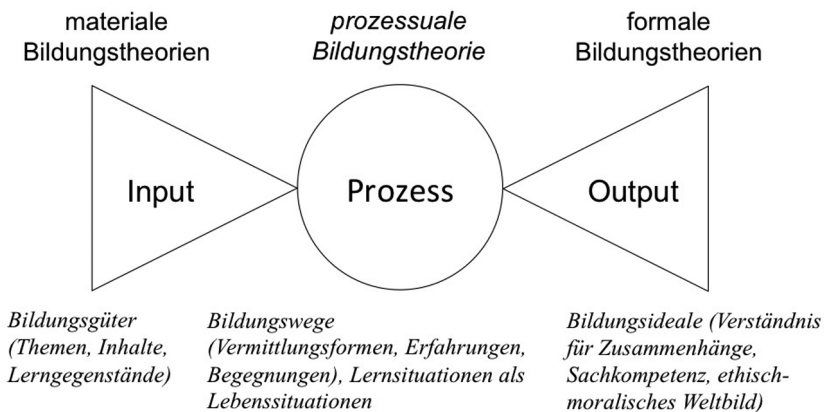 materiale
Bildungstheorien
prozessuale
Bildungstheorie
formale
Bildungstheorien
Input
Prozess
Output
Bildungsgüter
(Themen, Inhalte,
Lerngegenstände)
Bildungswege
(Vermittlungsformen, Erfahrungen,
Begegnungen), Lernsituationen als
Lebenssituationen
Bildungsideale (Verständnis
für Zusammenhänge,
Sachkompetenz, ethisch-
moralisches Weltbild)